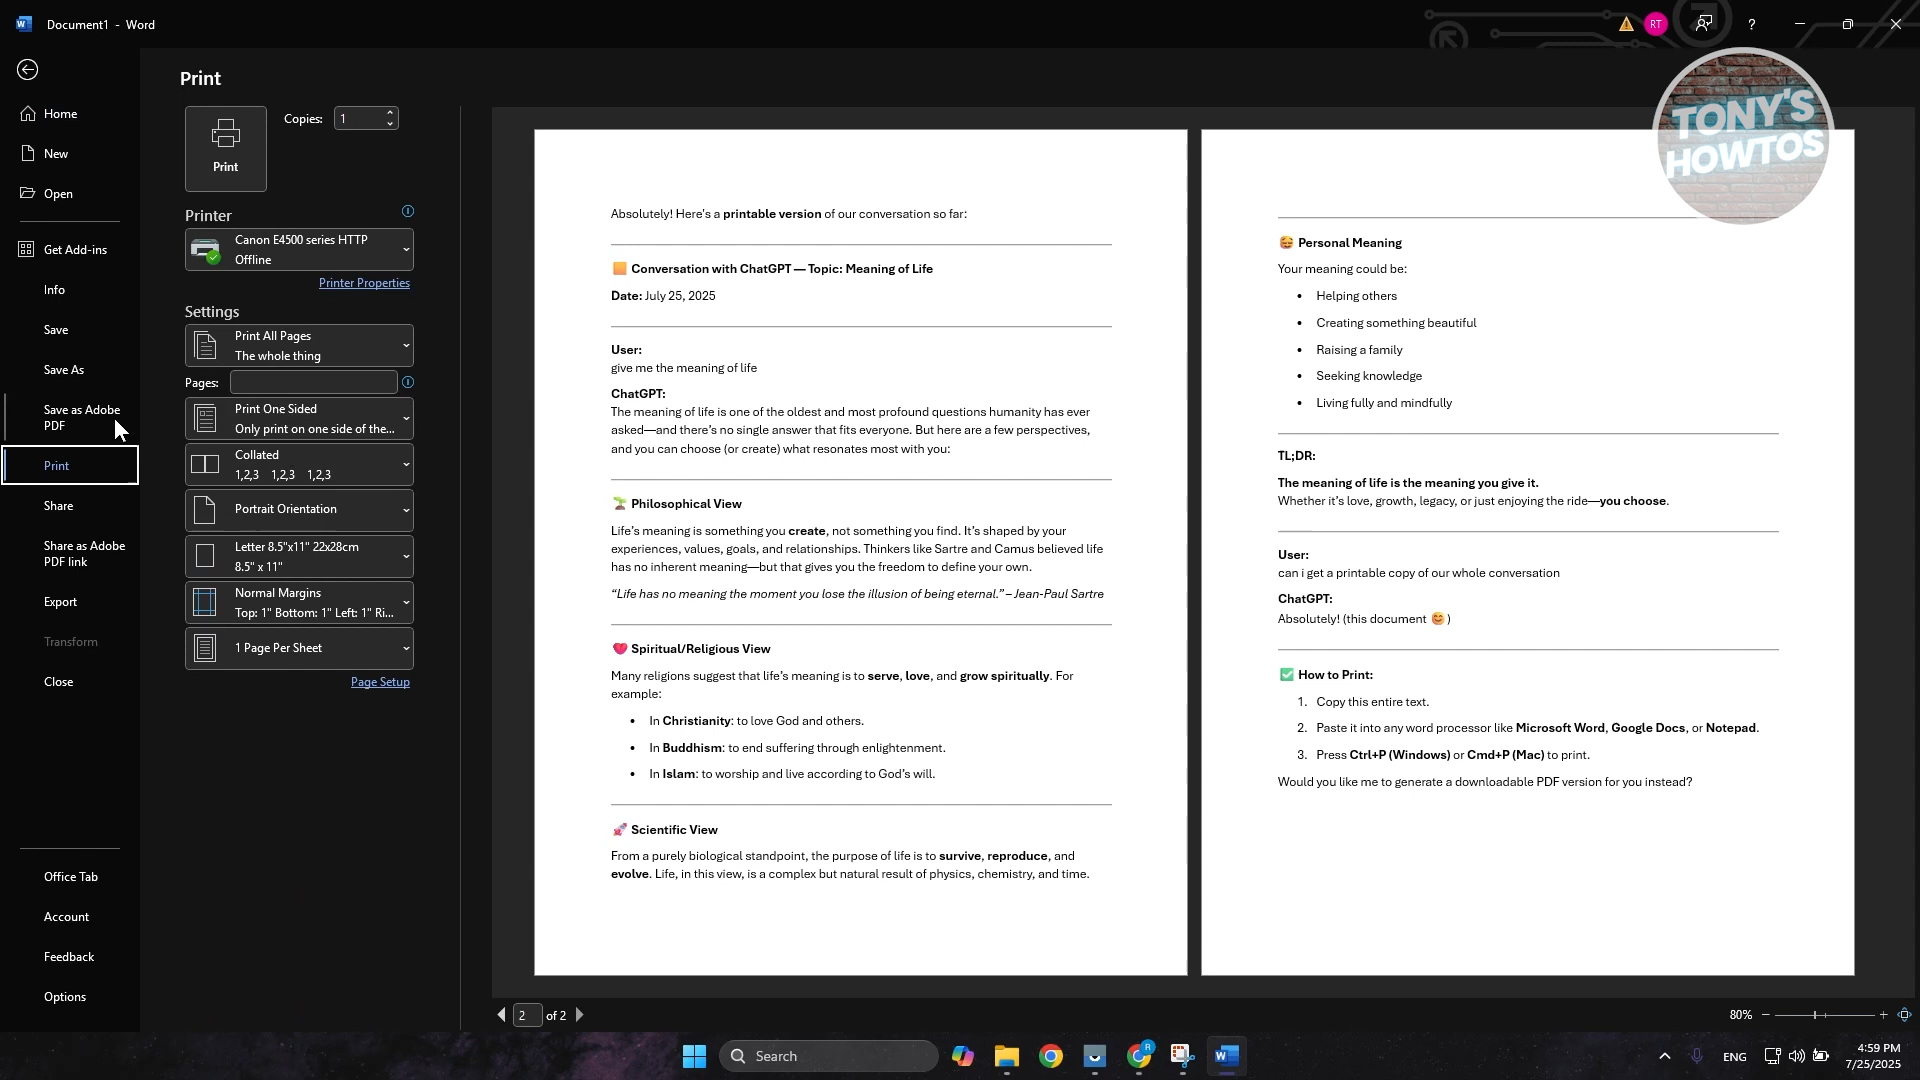 Document1 - Word
RT
?
Print
Home
New
Open
Get Add-ins
Info
Save
Save As
Save as Adobe
PDF
Print
Share
Share as Adobe
PDF link
Export
Transform
Close
Office Tab
Account
Feedback
Options
Print
Copies: 1
Printer
Canon E4500 series HTTP
Offline
Printer Properties
Settings
Print All Pages
The whole thing
Pages:
Print One Sided
Only print on one side of the...
Collated
1,2,3 1,2,3 1,2,3
Portrait Orientation
Letter 8.5"x11" 22x28cm
8.5" x 11"
Normal Margins
Top: 1" Bottom: 1" Left: 1" Ri...
1 Page Per Sheet
Page Setup
Absolutely! Here's a printable version of our conversation so far:
Conversation with ChatGPT — Topic: Meaning of Life
Date: July 25, 2025
User:
give me the meaning of life
ChatGPT:
The meaning of life is one of the oldest and most profound questions humanity has ever
asked—and there's no single answer that fits everyone. But here are a few perspectives,
and you can choose (or create) what resonates most with you:
Philosophical View
Life's meaning is something you create, not something you find. It's shaped by your
experiences, values, goals, and relationships. Thinkers like Sartre and Camus believed life
has no inherent meaning—but that gives you the freedom to define your own.
“Life has no meaning the moment you lose the illusion of being eternal.” – Jean-Paul Sartre
Spiritual/Religious View
Many religions suggest that life's meaning is to serve, love, and grow spiritually. For
example:
• In Christianity: to love God and others.
• In Buddhism: to end suffering through enlightenment.
• In Islam: to worship and live according to God's will.
Scientific View
From a purely biological standpoint, the purpose of life is to survive, reproduce, and
evolve. Life, in this view, is a complex but natural result of physics, chemistry, and time.
TONY'S
HOWTOS
Personal Meaning
Your meaning could be:
• Helping others
• Creating something beautiful
• Raising a family
• Seeking knowledge
• Living fully and mindfully
TL;DR:
The meaning of life is the meaning you give it.
Whether it's love, growth, legacy, or just enjoying the ride—you choose.
User:
can i get a printable copy of our whole conversation
ChatGPT:
Absolutely! (this document 😊 )
How to Print:
1. Copy this entire text.
2. Paste it into any word processor like Microsoft Word, Google Docs, or Notepad.
3. Press Ctrl+P (Windows) or Cmd+P (Mac) to print.
Would you like me to generate a downloadable PDF version for you instead?
2 of 2
80%
Search
R
ENG
4:59 PM
7/25/2025